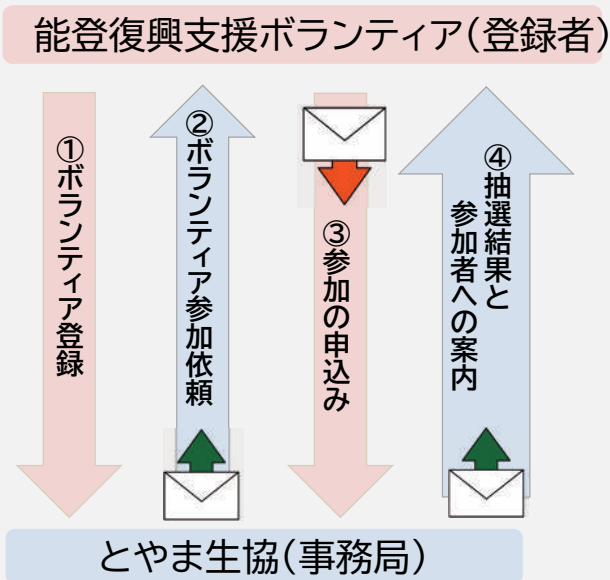 能登復興支援ボランティア(登録者)
①ボランティア登録
②ボランティア参加依頼
③参加の申込み
④抽選結果と
参加者への案内
とやま生協(事務局)